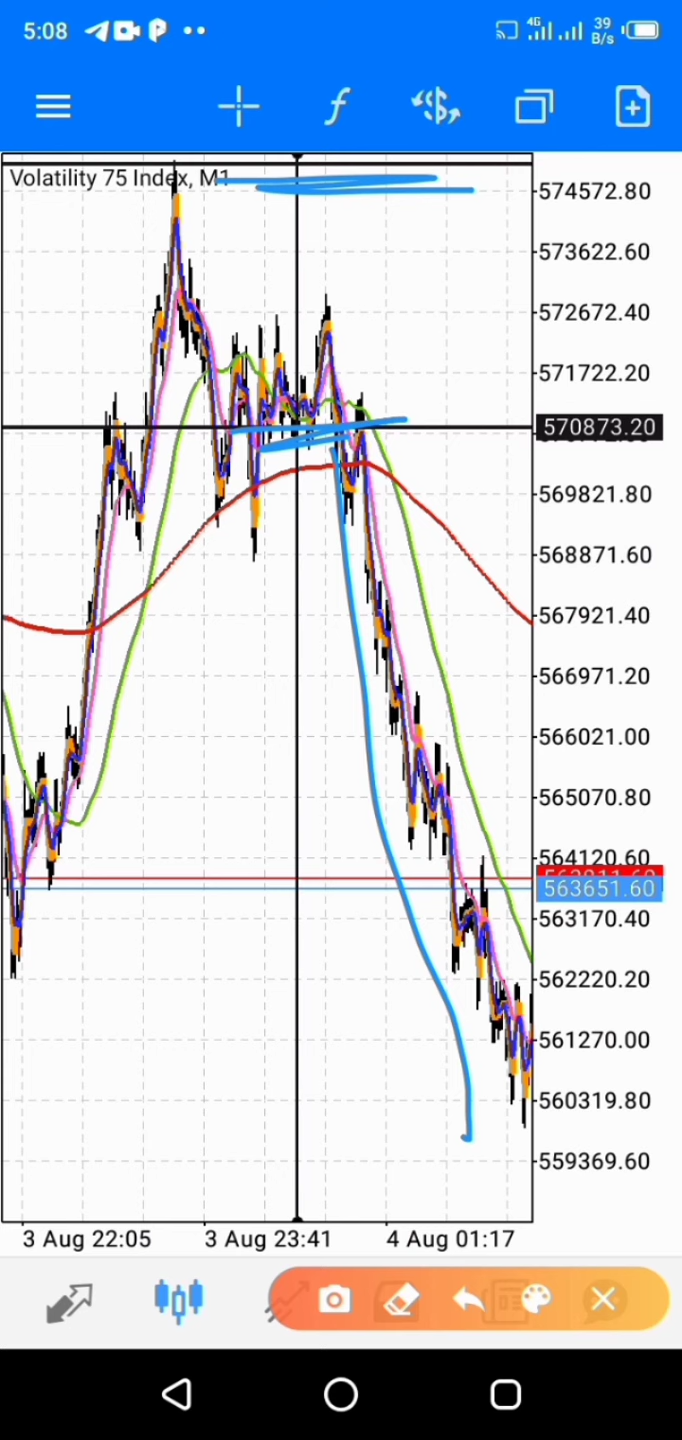 5:08
4G
39 B/s
f
$
Volatility 75 Index, M1
574572.80
573622.60
572672.40
571722.20
570873.20
569821.80
568871.60
567921.40
566971.20
566021.00
565070.80
564120.60
563651.60
563170.40
562220.20
561270.00
560319.80
559369.60
3 Aug 22:05
3 Aug 23:41
4 Aug 01:17